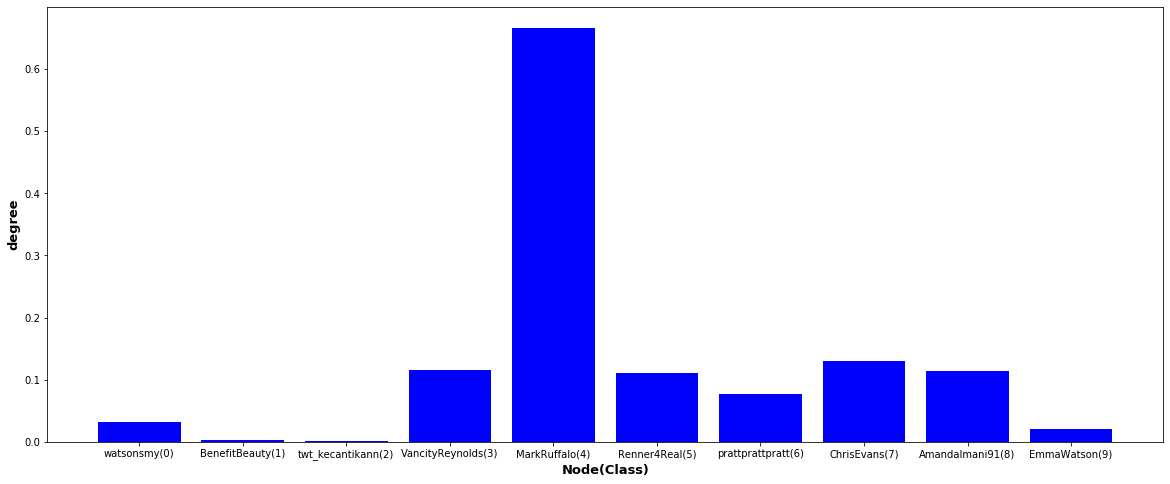 0.6
0.5
0.4
0.3
0.2
0.1
0.0
degree
watsonsmy(0) BenefitBeauty(1) twt_kecantikann(2) VancityReynolds(3) MarkRuffalo(4) Renner4Real(5) prattprattpratt(6) ChrisEvans(7) AmandaImani91(8) EmmaWatson(9)
Node(Class)